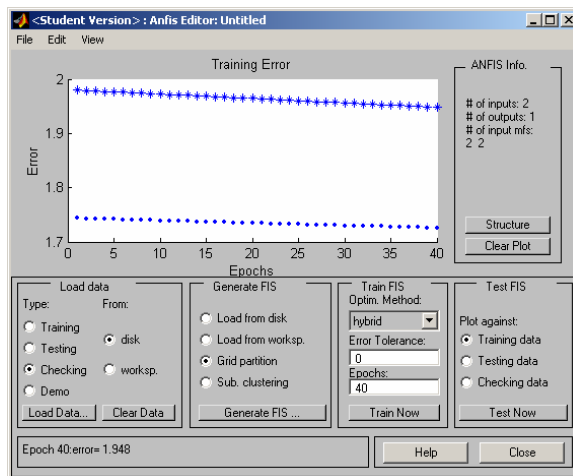 <Student Version> : Anfis Editor: Untitled
File Edit View
Training Error
2
1.9
1.8
1.7
Error
0 5 10 15 20 25 30 35 40
Epochs
ANFIS Info.
# of inputs: 2
# of outputs: 1
# of input mfs:
2 2
Structure
Clear Plot
Load data
Type: From:
Training
Testing
Checking
Demo
disk
worksp.
Load Data... Clear Data
Generate FIS
Load from disk
Load from worksp.
Grid partition
Sub. clustering
Generate FIS ...
Train FIS
Optim. Method:
hybrid
Error Tolerance:
0
Epochs:
40
Train Now
Test FIS
Plot against:
Training data
Testing data
Checking data
Test Now
Epoch 40:error= 1.948
Help Close